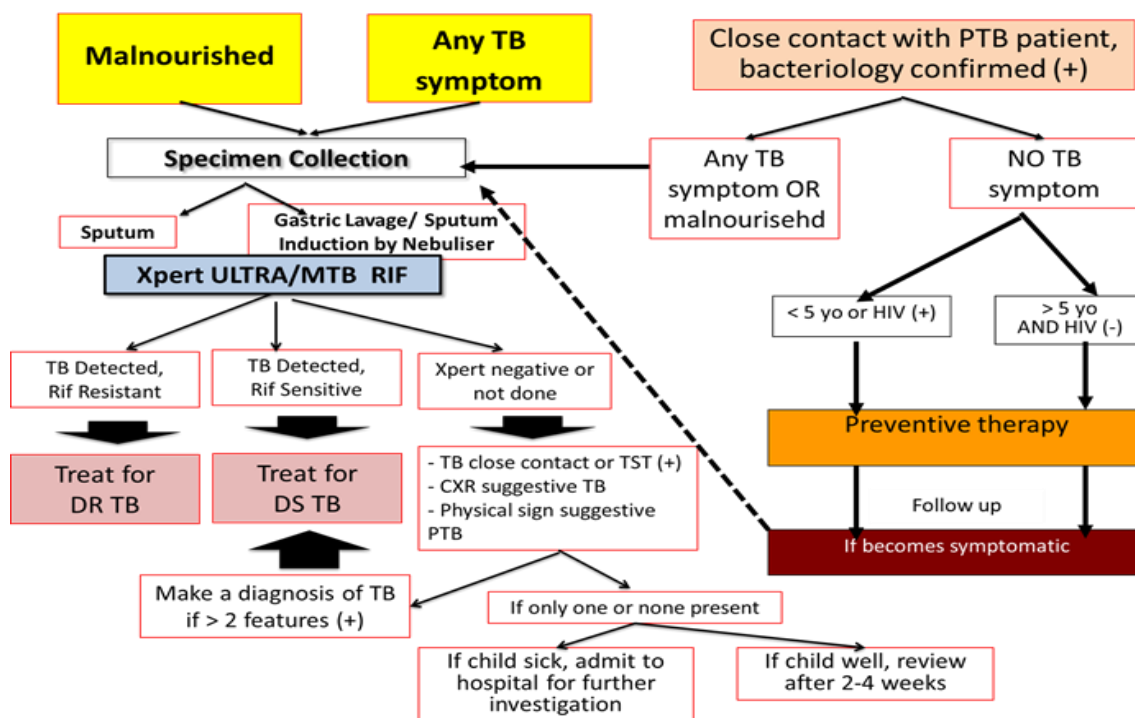 Malnourished
Any TB
symptom
Close contact with PTB patient,
bacteriology confirmed (+)
Specimen Collection
Any TB
symptom OR
malnourisehd
NO TB
symptom
Sputum
Gastric Lavage/ Sputum
Induction by Nebuliser
Xpert ULTRA/MTB RIF
< 5 yo or HIV (+)
> 5 yo
AND HIV (-)
TB Detected,
Rif Resistant
TB Detected,
Rif Sensitive
Xpert negative or
not done
Preventive therapy
Treat for
DR TB
Treat for
DS TB
- TB close contact or TST (+)
- CXR suggestive TB
- Physical sign suggestive
PTB
Follow up
If becomes symptomatic
Make a diagnosis of TB
if > 2 features (+)
If only one or none present
If child sick, admit to
hospital for further
investigation
If child well, review
after 2-4 weeks